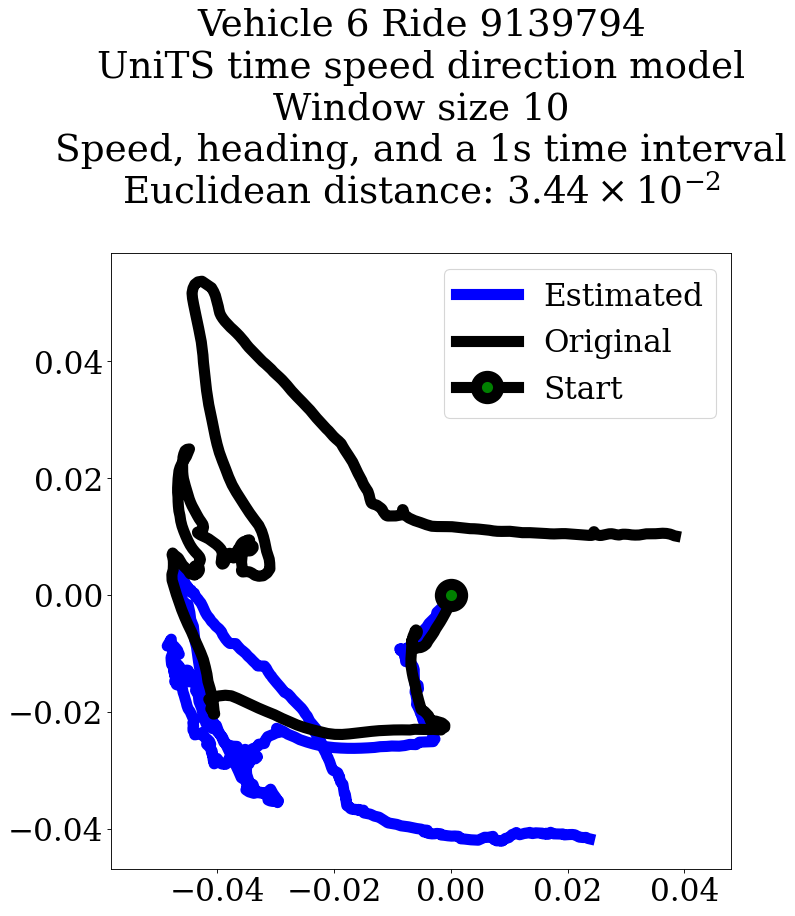 Vehicle 6 Ride 9139794
UniTS time speed direction model
Window size 10
Speed, heading, and a 1s time interval
Euclidean distance: 3.44 × 10⁻²
Estimated
Original
Start
0.04
0.02
0.00
−0.02
−0.04
−0.04 −0.02 0.00 0.02 0.04